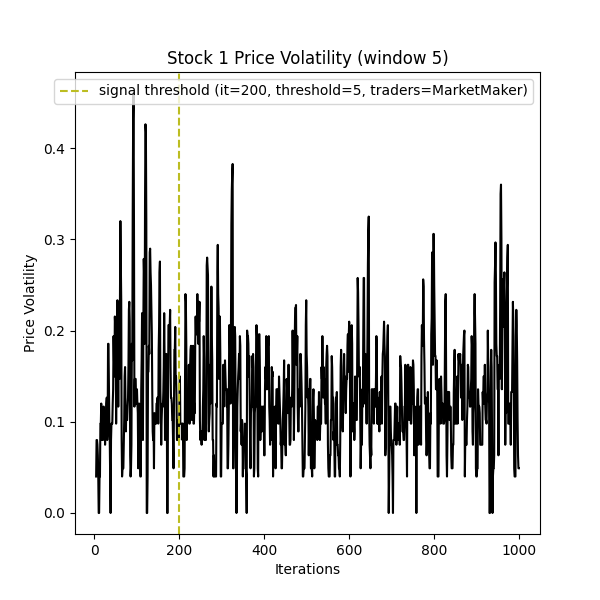 Stock 1 Price Volatility (window 5)
signal threshold (it=200, threshold=5, traders=MarketMaker)
0.4
0.3
0.2
0.1
0.0
Price Volatility
0 200 400 600 800 1000
Iterations